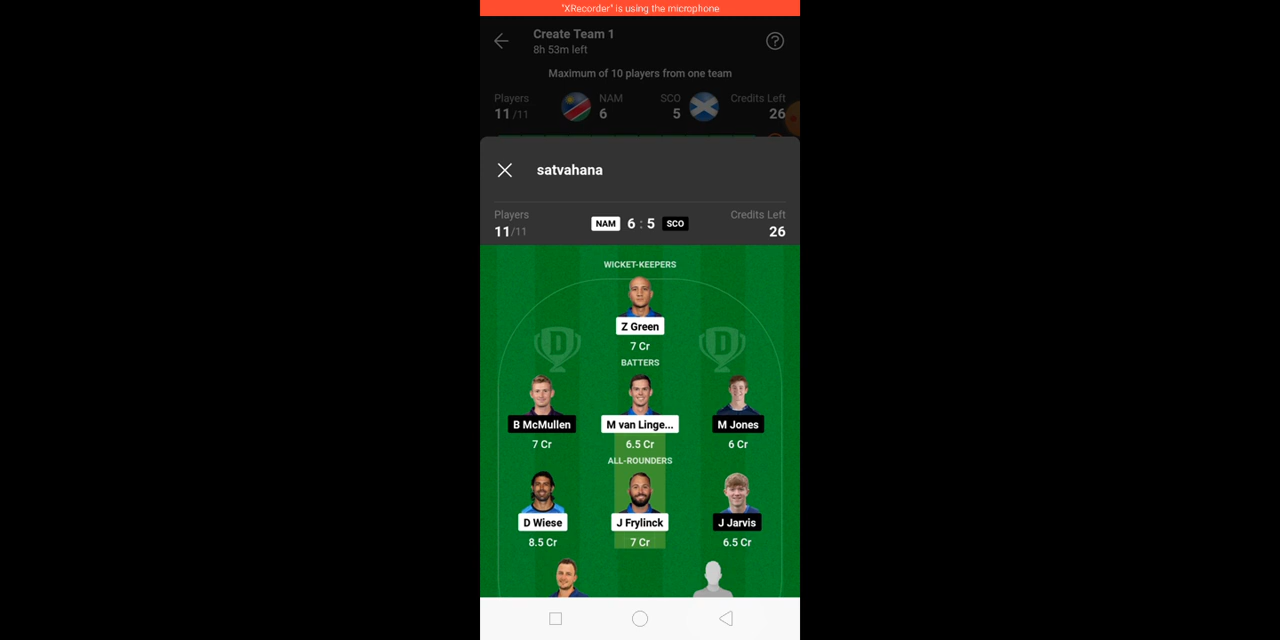 "XRecorder" is using the microphone
Create Team 1
8h 53m left
Maximum of 10 players from one team
Players NAM SCO Credits Left
11/11 6 5 26
satvahana
Players Credits Left
11/11 NAM 6 : 5 SCO 26
WICKET-KEEPERS
Z Green
7 Cr
BATTERS
B McMullen M van Linge... M Jones
7 Cr 6.5 Cr 6 Cr
ALL-ROUNDERS
D Wiese J Frylinck J Jarvis
8.5 Cr 7 Cr 6.5 Cr